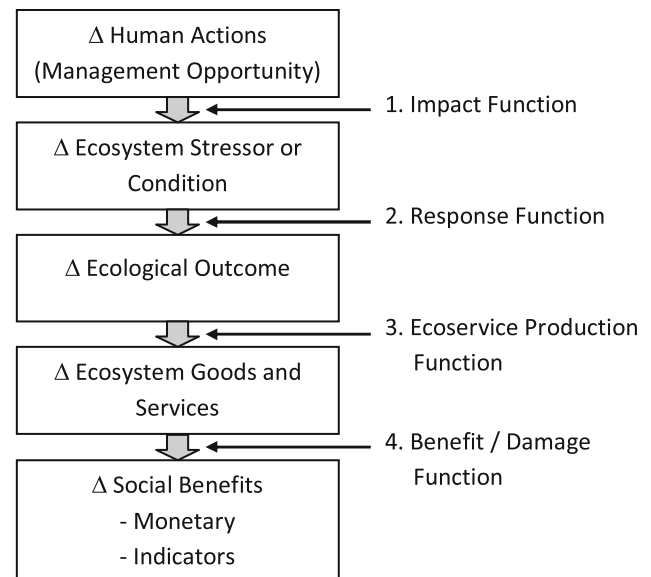 Δ Human Actions
(Management Opportunity)
1. Impact Function
Δ Ecosystem Stressor or
Condition
2. Response Function
Δ Ecological Outcome
3. Ecoservice Production
Function
Δ Ecosystem Goods and
Services
4. Benefit / Damage
Function
Δ Social Benefits
- Monetary
- Indicators